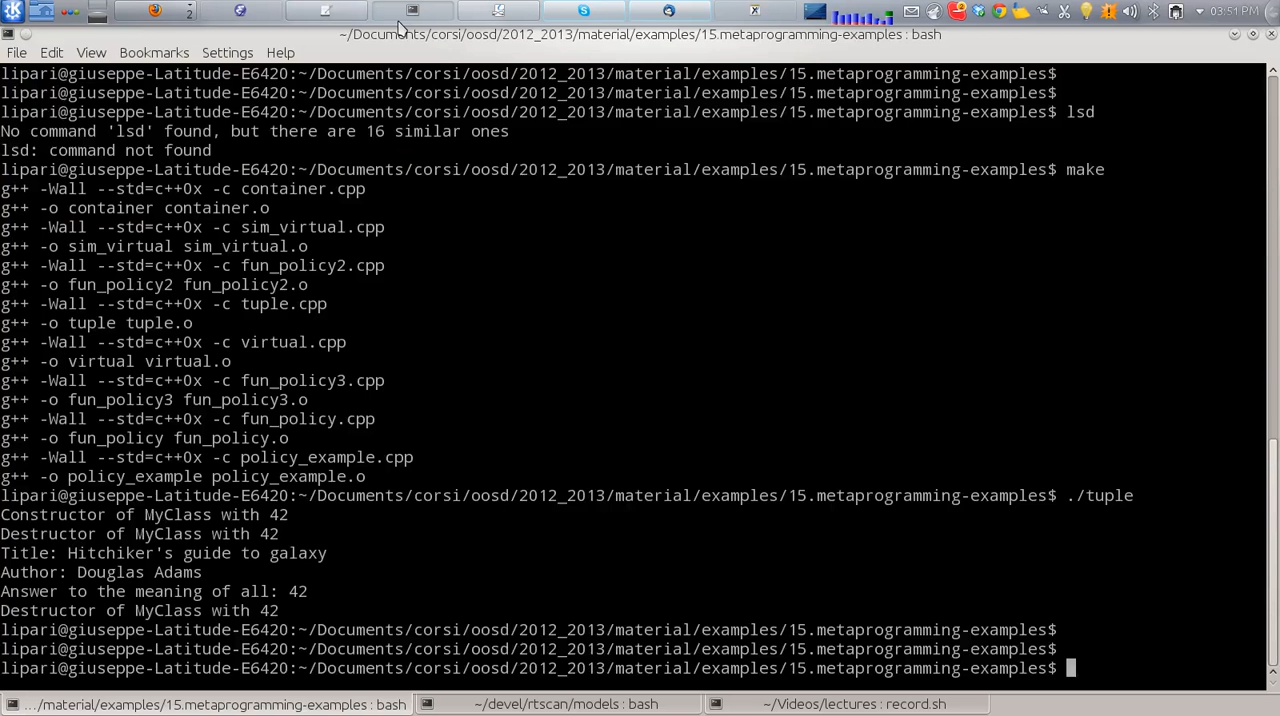 2
03:51 PM
~/Documents/corsi/oosd/2012_2013/material/examples/15.metaprogramming-examples : bash
File Edit View Bookmarks Settings Help
lipari@giuseppe-Latitude-E6420:~/Documents/corsi/oosd/2012_2013/material/examples/15.metaprogramming-examples$
lipari@giuseppe-Latitude-E6420:~/Documents/corsi/oosd/2012_2013/material/examples/15.metaprogramming-examples$
lipari@giuseppe-Latitude-E6420:~/Documents/corsi/oosd/2012_2013/material/examples/15.metaprogramming-examples$ lsd
No command 'lsd' found, but there are 16 similar ones
lsd: command not found
lipari@giuseppe-Latitude-E6420:~/Documents/corsi/oosd/2012_2013/material/examples/15.metaprogramming-examples$ make
g++ -Wall --std=c++0x -c container.cpp
g++ -o container container.o
g++ -Wall --std=c++0x -c sim_virtual.cpp
g++ -o sim_virtual sim_virtual.o
g++ -Wall --std=c++0x -c fun_policy2.cpp
g++ -o fun_policy2 fun_policy2.o
g++ -Wall --std=c++0x -c tuple.cpp
g++ -o tuple tuple.o
g++ -Wall --std=c++0x -c virtual.cpp
g++ -o virtual virtual.o
g++ -Wall --std=c++0x -c fun_policy3.cpp
g++ -o fun_policy3 fun_policy3.o
g++ -Wall --std=c++0x -c fun_policy.cpp
g++ -o fun_policy fun_policy.o
g++ -Wall --std=c++0x -c policy_example.cpp
g++ -o policy_example policy_example.o
lipari@giuseppe-Latitude-E6420:~/Documents/corsi/oosd/2012_2013/material/examples/15.metaprogramming-examples$ ./tuple
Constructor of MyClass with 42
Destructor of MyClass with 42
Title: Hitchiker's guide to galaxy
Author: Douglas Adams
Answer to the meaning of all: 42
Destructor of MyClass with 42
lipari@giuseppe-Latitude-E6420:~/Documents/corsi/oosd/2012_2013/material/examples/15.metaprogramming-examples$
lipari@giuseppe-Latitude-E6420:~/Documents/corsi/oosd/2012_2013/material/examples/15.metaprogramming-examples$
lipari@giuseppe-Latitude-E6420:~/Documents/corsi/oosd/2012_2013/material/examples/15.metaprogramming-examples$
.../material/examples/15.metaprogramming-examples : bash ~/devel/rtscan/models : bash ~/Videos/lectures : record.sh